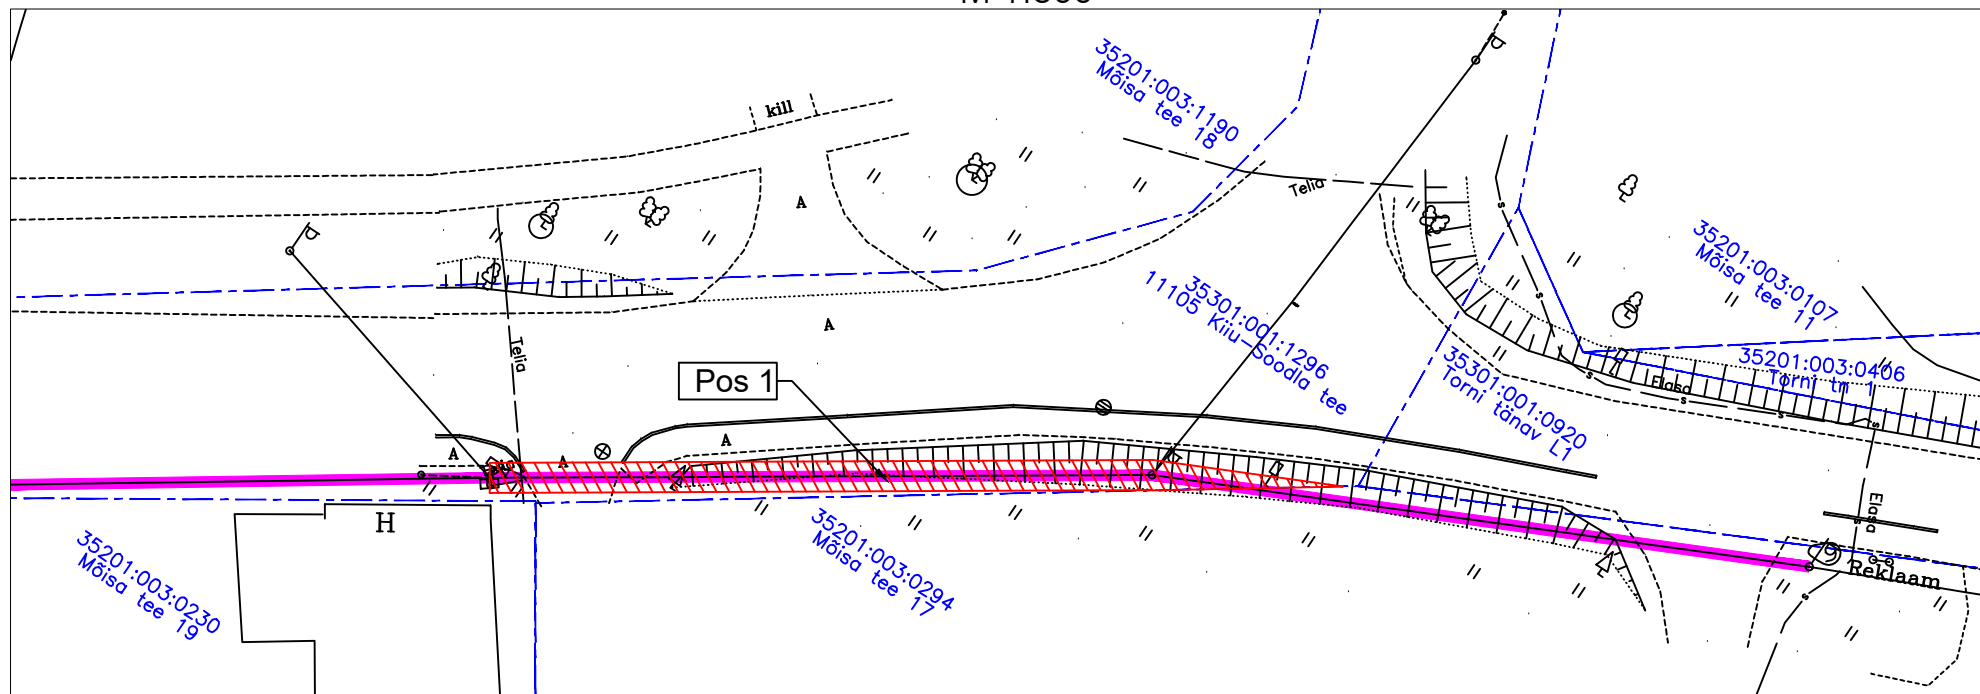 kill
35201:003:1190
Mõisa tee 18
A
Telia
35201:003:0107
Mõisa tee 11
35301:001:1296
11105 Kiiu-Soodla tee
A
Telia
Pos 1
35301:001:0920
Torni tänav L1
35201:003:0406
Torni tn 1
Elasa
A
A
A
H
35201:003:0230
Mõisa tee 19
35201:003:0294
Mõisa tee 17
Elasa
Reklaam